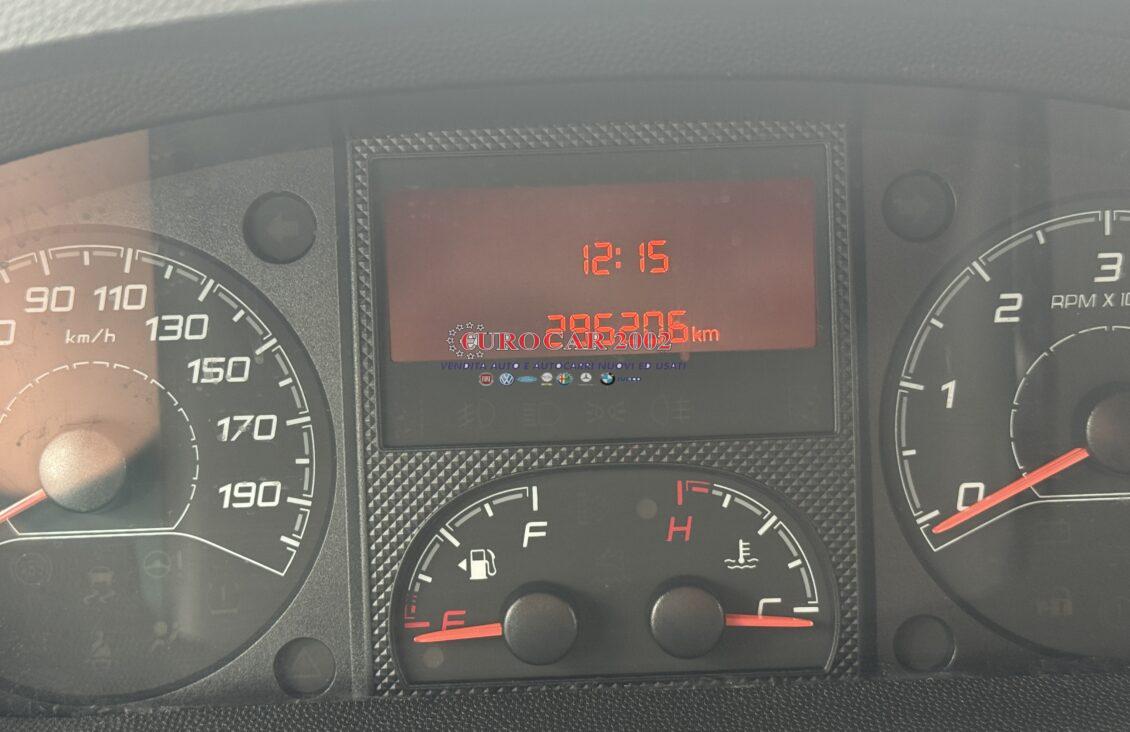 12:15
295206 km
EUROCAR 2002
VENDITA AUTO E AUTOCARRI NUOVI ED USATI
90 110
130
150
170
190
km/h
F
E
H
C
3
2
1
0
RPM X 10